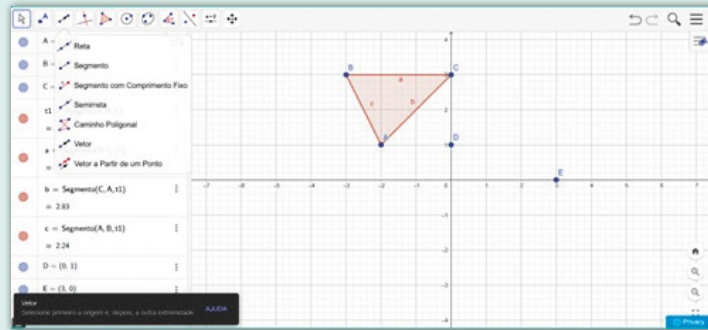 A =
B =
C =
t1
=
a =
=
b = Segmento(C, A, t1)
= 2.83
c = Segmento(A, B, t1)
= 2.24
D = (0, 1)
E = (3, 0)
Reta
Segmento
Segmento com Comprimento Fixo
Semirreta
Caminho Poligonal
Vetor
Vetor a Partir de um Ponto
Vetor
Selecione primeiro a origem e, depois, a outra extremidade
AJUDA
B
C
a
c
b
A
D
E
4
3
2
1
-7
-6
-5
-4
-3
-2
-1
0
1
2
3
4
5
6
7
-1
-2
-3
-4
Privacy